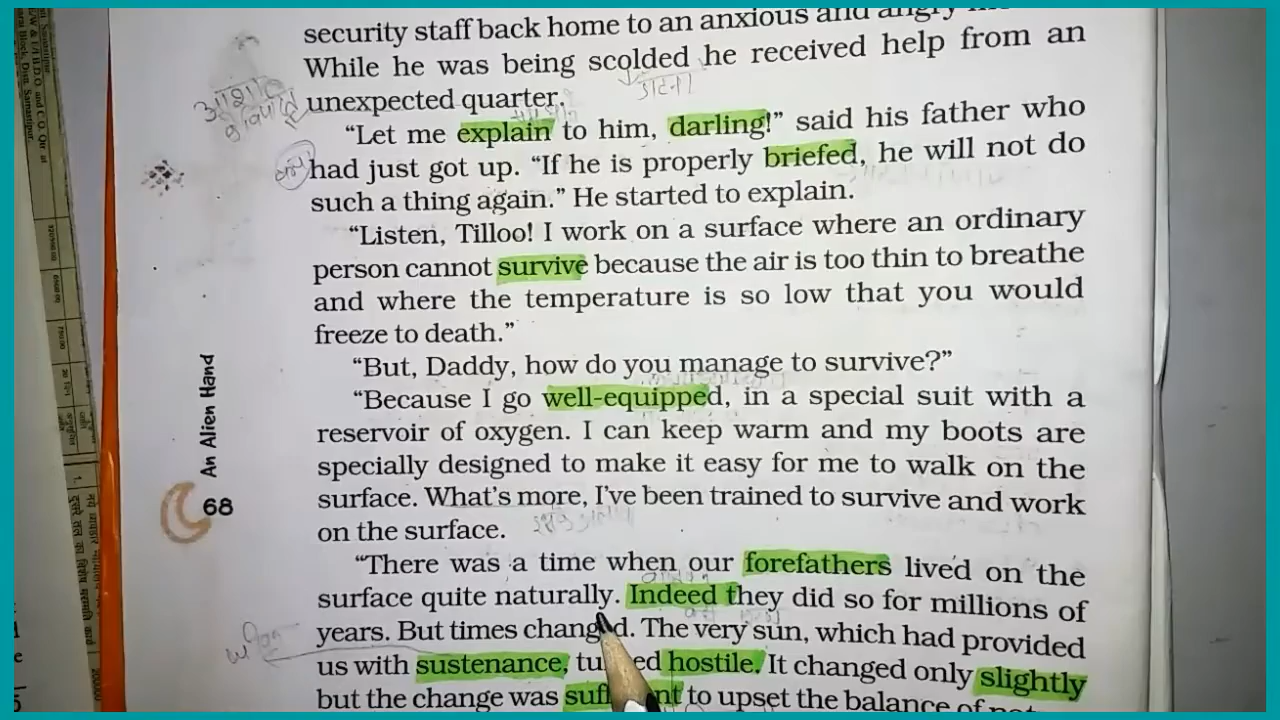 security staff back home to an anxious and angry
While he was being scolded he received help from an
unexpected quarter.
“Let me explain to him, darling!” said his father who
had just got up. “If he is properly briefed, he will not do
such a thing again.” He started to explain.
“Listen, Tilloo! I work on a surface where an ordinary
person cannot survive because the air is too thin to breathe
and where the temperature is so low that you would
freeze to death.”
“But, Daddy, how do you manage to survive?”
“Because I go well-equipped, in a special suit with a
reservoir of oxygen. I can keep warm and my boots are
specially designed to make it easy for me to walk on the
surface. What’s more, I’ve been trained to survive and work
on the surface.
“There was a time when our forefathers lived on the
surface quite naturally. Indeed they did so for millions of
years. But times changed. The very sun, which had provided
us with sustenance, turned hostile. It changed only slightly
but the change was to upset the balance of
An Alien Hand
68